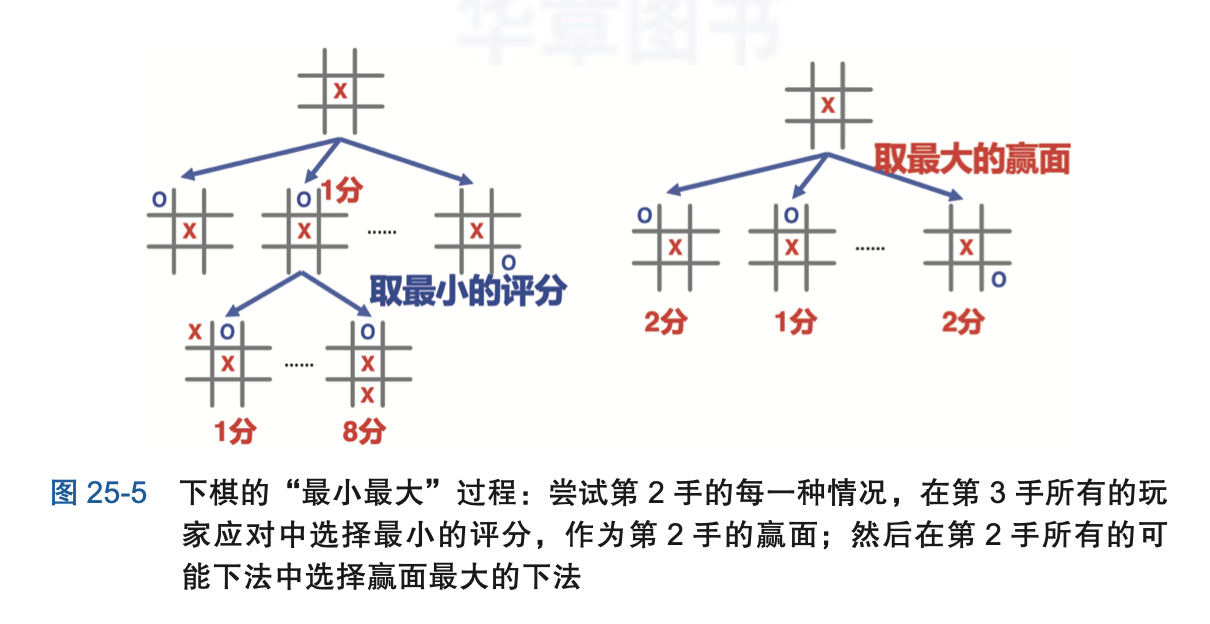 华章图书
X
O
X
O
1分
X
……
X
O
取最小的评分
X
O
X
……
O
X
X
1分
8分
X
取最大的赢面
O
X
O
X
……
X
O
2分
1分
2分
图 25-5 下棋的“最小最大”过程：尝试第 2 手的每一种情况，在第 3 手所有的玩
家应对中选择最小的评分，作为第 2 手的赢面；然后在第 2 手所有的可
能下法中选择赢面最大的下法